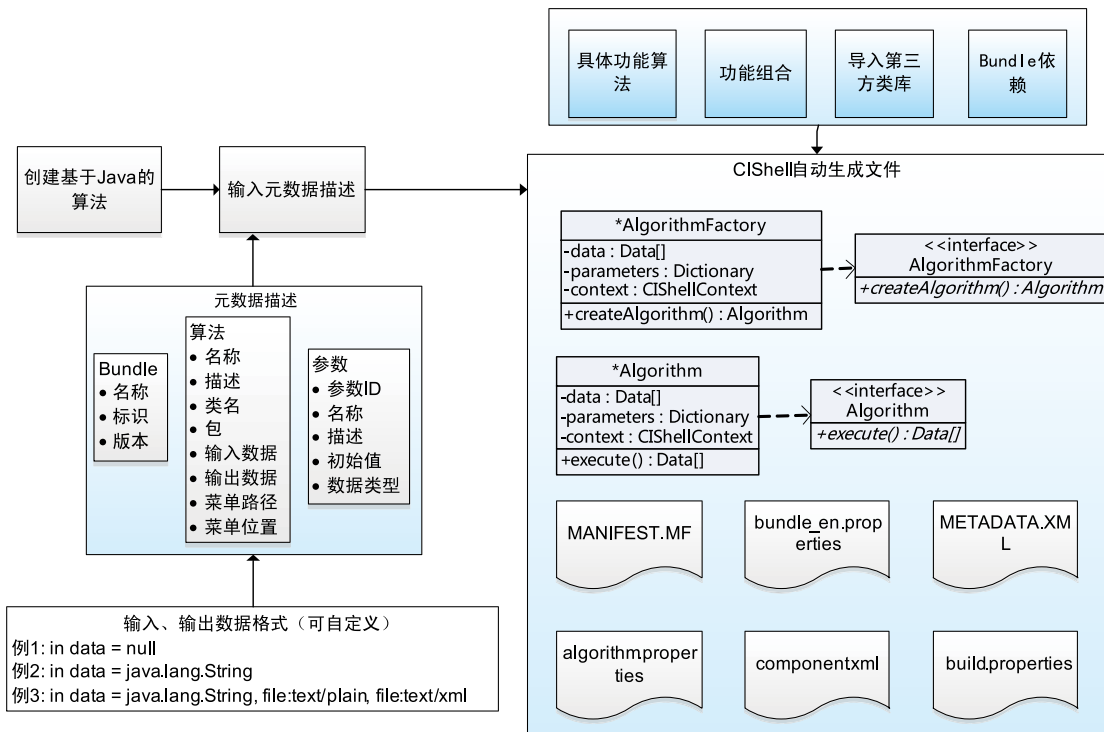 具体功能算
法
功能组合
导入第三
方类库
Bundle依
赖
创建基于Java的
算法
输入元数据描述
CIShell自动生成文件
*AlgorithmFactory
-data : Data[]
-parameters : Dictionary
-context : CIShellContext
+createAlgorithm() : Algorithm
<<interface>>
AlgorithmFactory
+createAlgorithm() : Algorithm
元数据描述
Bundle
● 名称
● 标识
● 版本
算法
● 名称
● 描述
● 类名
● 包
● 输入数据
● 输出数据
● 菜单路径
● 菜单位置
参数
● 参数ID
● 名称
● 描述
● 初始值
● 数据类型
*Algorithm
-data : Data[]
-parameters : Dictionary
-context : CIShellContext
+execute() : Data[]
<<interface>>
Algorithm
+execute() : Data[]
MANIFEST.MF
bundle_en.prop
erties
METADATA.XM
L
输入、输出数据格式（可自定义）
例1: in data = null
例2: in data = java.lang.String
例3: in data = java.lang.String, file:text/plain, file:text/xml
algorithm.proper
ties
component.xml
build.properties